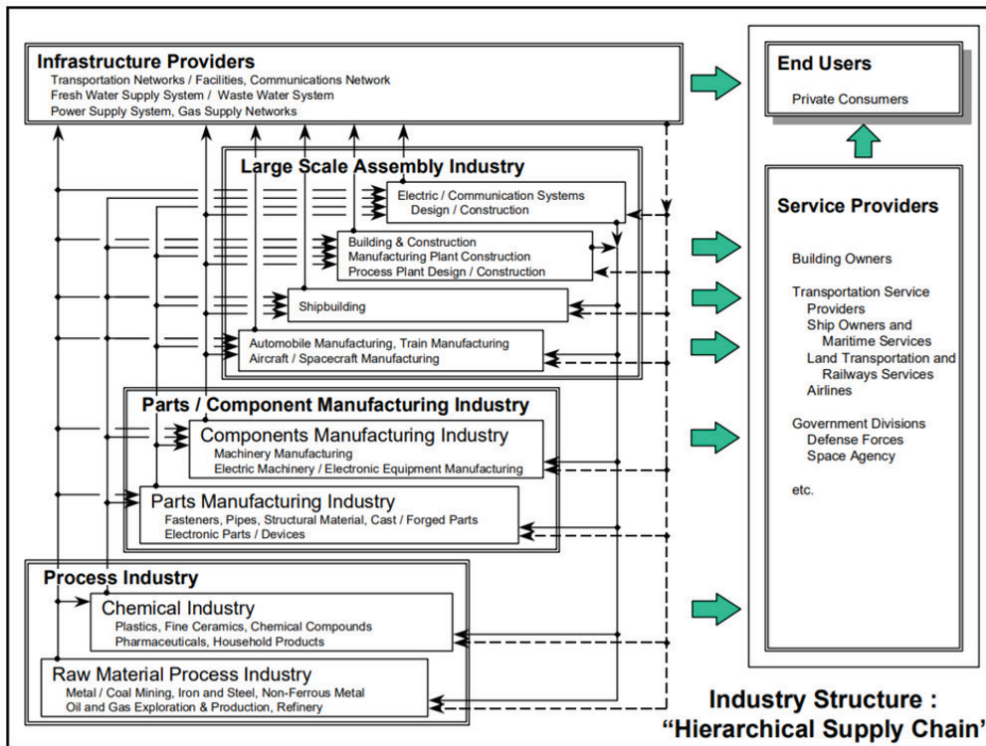 Infrastructure Providers
Transportation Networks / Facilities, Communications Network
Fresh Water Supply System / Waste Water System
Power Supply System, Gas Supply Networks
Large Scale Assembly Industry
Electric / Communication Systems
Design / Construction
Building & Construction
Manufacturing Plant Construction
Process Plant Design / Construction
Shipbuilding
Automobile Manufacturing, Train Manufacturing
Aircraft / Spacecraft Manufacturing
Parts / Component Manufacturing Industry
Components Manufacturing Industry
Machinery Manufacturing
Electric Machinery / Electronic Equipment Manufacturing
Parts Manufacturing Industry
Fasteners, Pipes, Structural Material, Cast / Forged Parts
Electronic Parts / Devices
Process Industry
Chemical Industry
Plastics, Fine Ceramics, Chemical Compounds
Pharmaceuticals, Household Products
Raw Material Process Industry
Metal / Coal Mining, Iron and Steel, Non-Ferrous Metal
Oil and Gas Exploration & Production, Refinery
End Users
Private Consumers
Service Providers
Building Owners
Transportation Service
Providers
Ship Owners and
Maritime Services
Land Transportation and
Railways Services
Airlines
Government Divisions
Defense Forces
Space Agency
etc.
Industry Structure :
“Hierarchical Supply Chain”